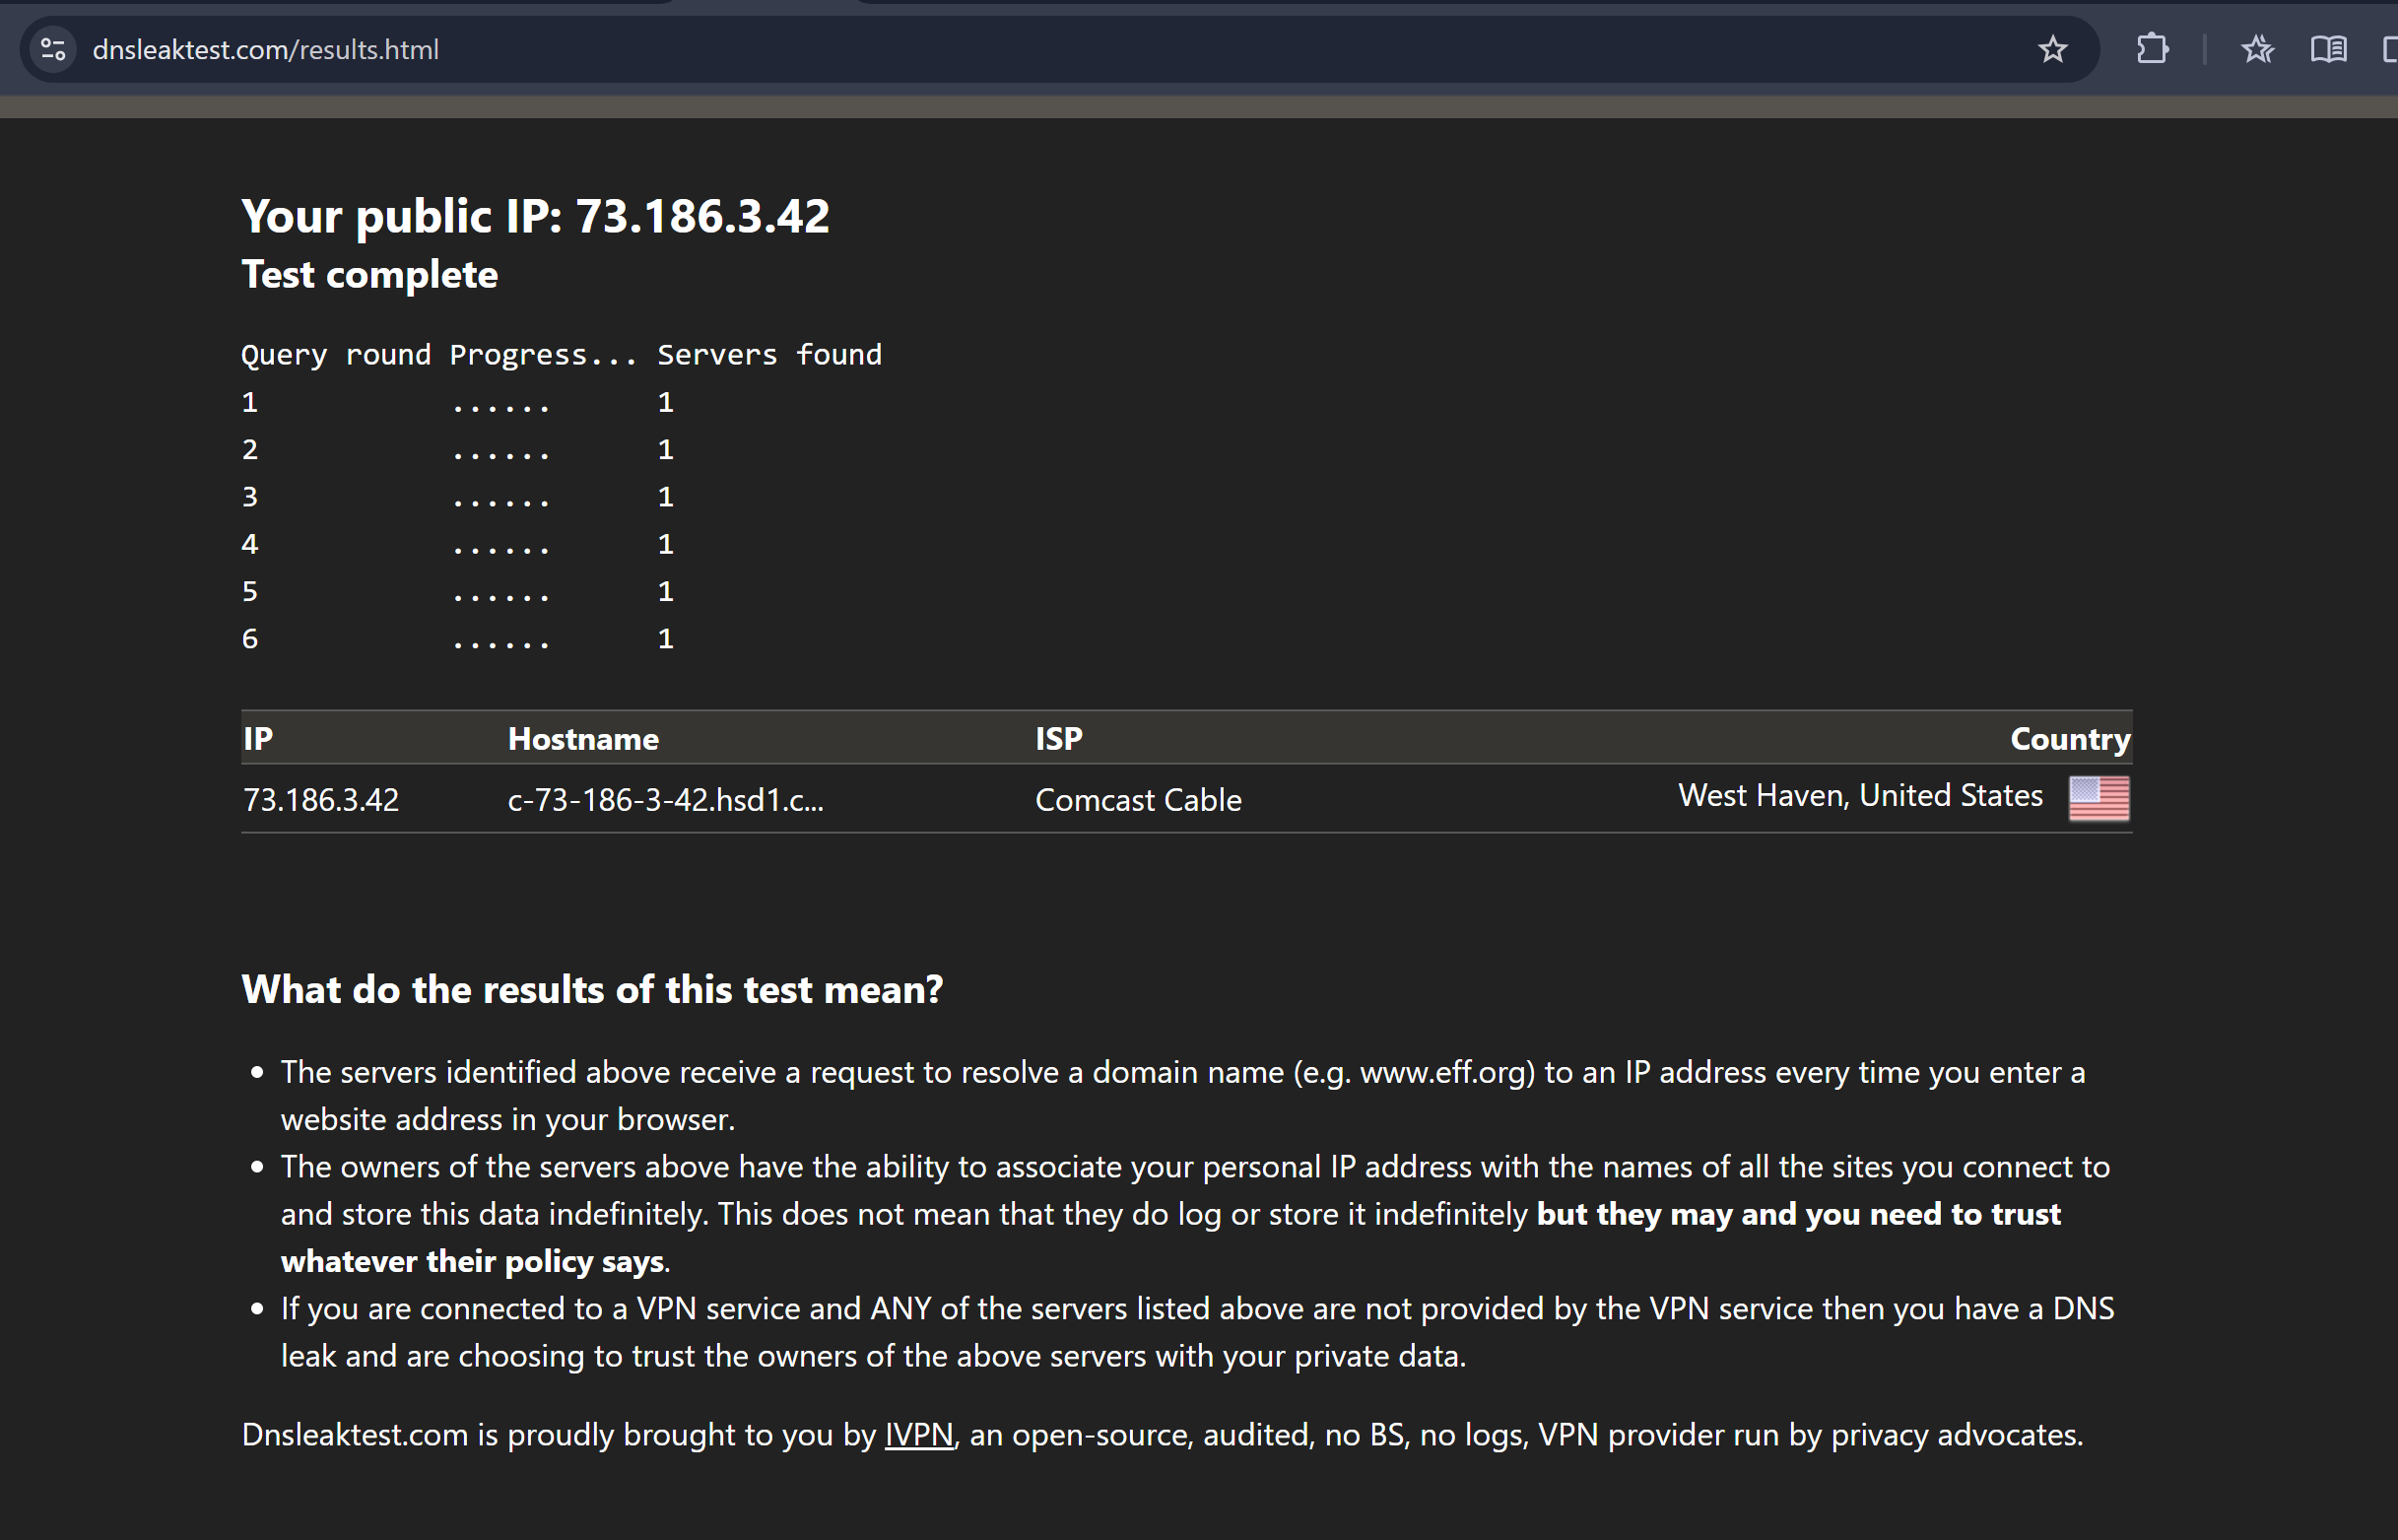 dnsleaktest.com/results.html
Your public IP: 73.186.3.42
Test complete
Query round Progress... Servers found
1 ...... 1
2 ...... 1
3 ...... 1
4 ...... 1
5 ...... 1
6 ...... 1
IP Hostname ISP Country
73.186.3.42 c-73-186-3-42.hsd1.c... Comcast Cable West Haven, United States
What do the results of this test mean?
• The servers identified above receive a request to resolve a domain name (e.g. www.eff.org) to an IP address every time you enter a
website address in your browser.
• The owners of the servers above have the ability to associate your personal IP address with the names of all the sites you connect to
and store this data indefinitely. This does not mean that they do log or store it indefinitely but they may and you need to trust
whatever their policy says.
• If you are connected to a VPN service and ANY of the servers listed above are not provided by the VPN service then you have a DNS
leak and are choosing to trust the owners of the above servers with your private data.
Dnsleaktest.com is proudly brought to you by IVPN, an open-source, audited, no BS, no logs, VPN provider run by privacy advocates.